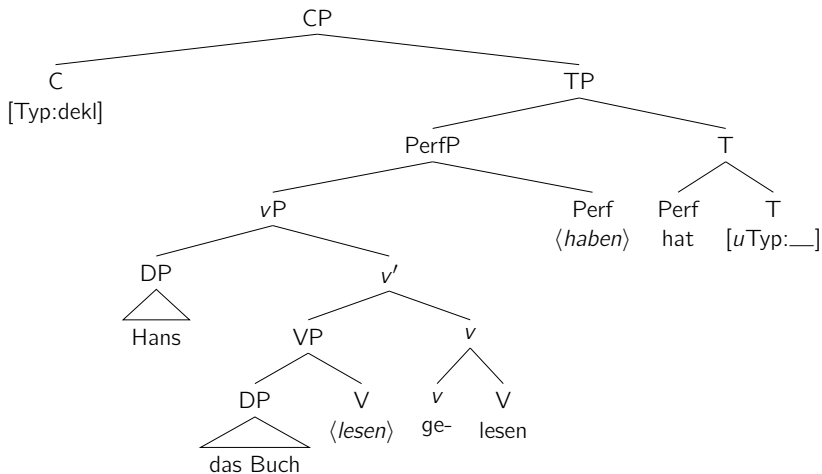 CP
C TP
[Typ:dekl]
PerfP T
vP Perf Perf T
⟨haben⟩ hat [uTyp:__]
DP v′
Hans VP v
DP V v V
⟨lesen⟩ ge- lesen
das Buch